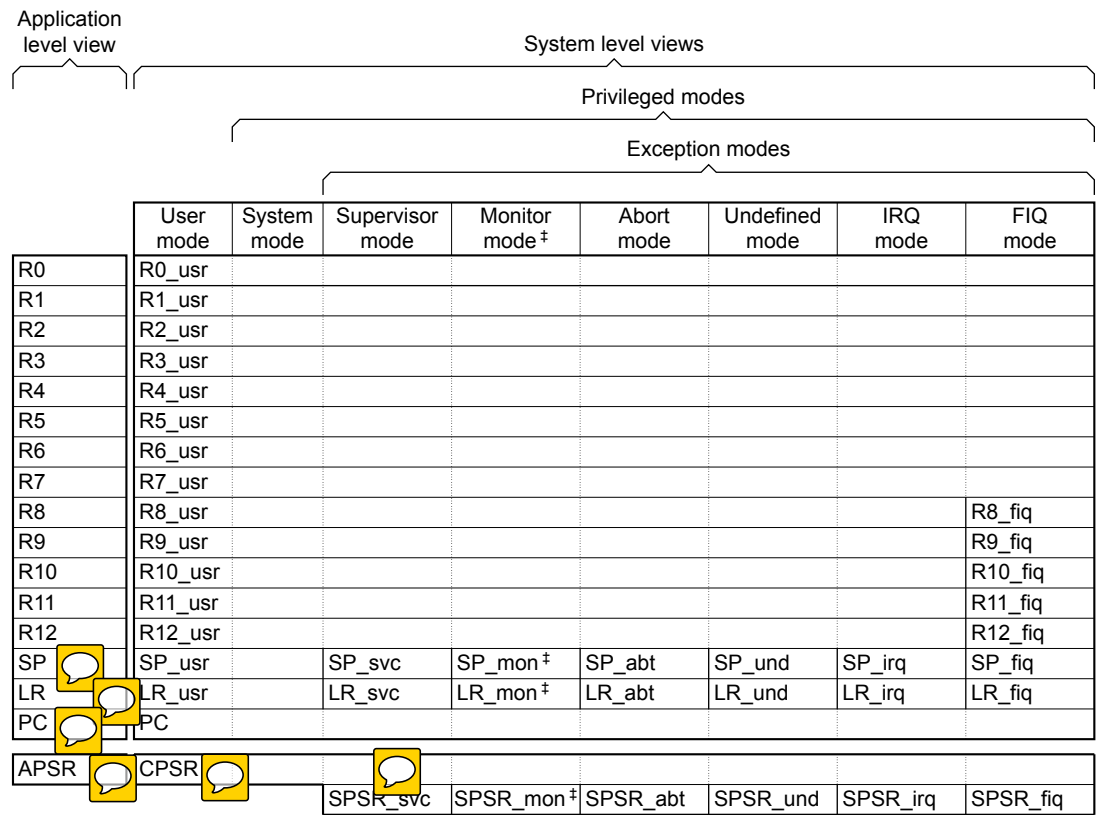 Application
level view
System level views
Privileged modes
Exception modes
User mode System mode Supervisor mode Monitor mode‡ Abort mode Undefined mode IRQ mode FIQ mode
R0 R0_usr
R1 R1_usr
R2 R2_usr
R3 R3_usr
R4 R4_usr
R5 R5_usr
R6 R6_usr
R7 R7_usr
R8 R8_usr R8_fiq
R9 R9_usr R9_fiq
R10 R10_usr R10_fiq
R11 R11_usr R11_fiq
R12 R12_usr R12_fiq
SP SP_usr SP_svc SP_mon‡ SP_abt SP_und SP_irq SP_fiq
LR LR_usr LR_svc LR_mon‡ LR_abt LR_und LR_irq LR_fiq
PC PC
APSR CPSR
SPSR_svc SPSR_mon‡ SPSR_abt SPSR_und SPSR_irq SPSR_fiq